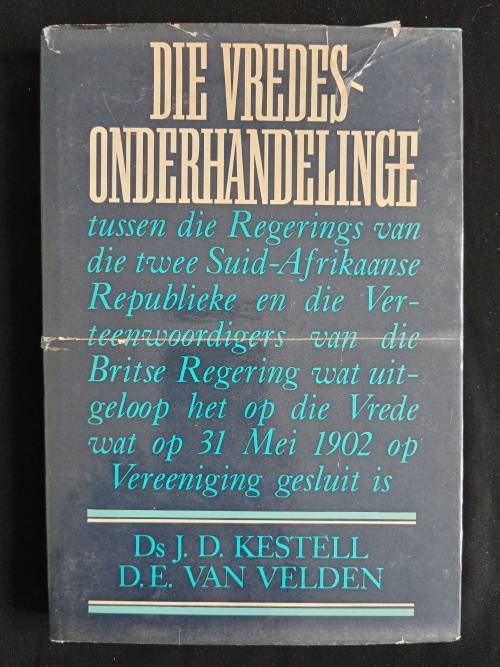 DIE VREDES-
ONDERHANDELINGE
tussen die Regerings van
die twee Suid-Afrikaanse
Republieke en die Ver-
teenwoordigers van die
Britse Regering wat uit-
geloop het op die Vrede
wat op 31 Mei 1902 op
Vereeniging gesluit is
Ds J. D. KESTELL
D. E. VAN VELDEN